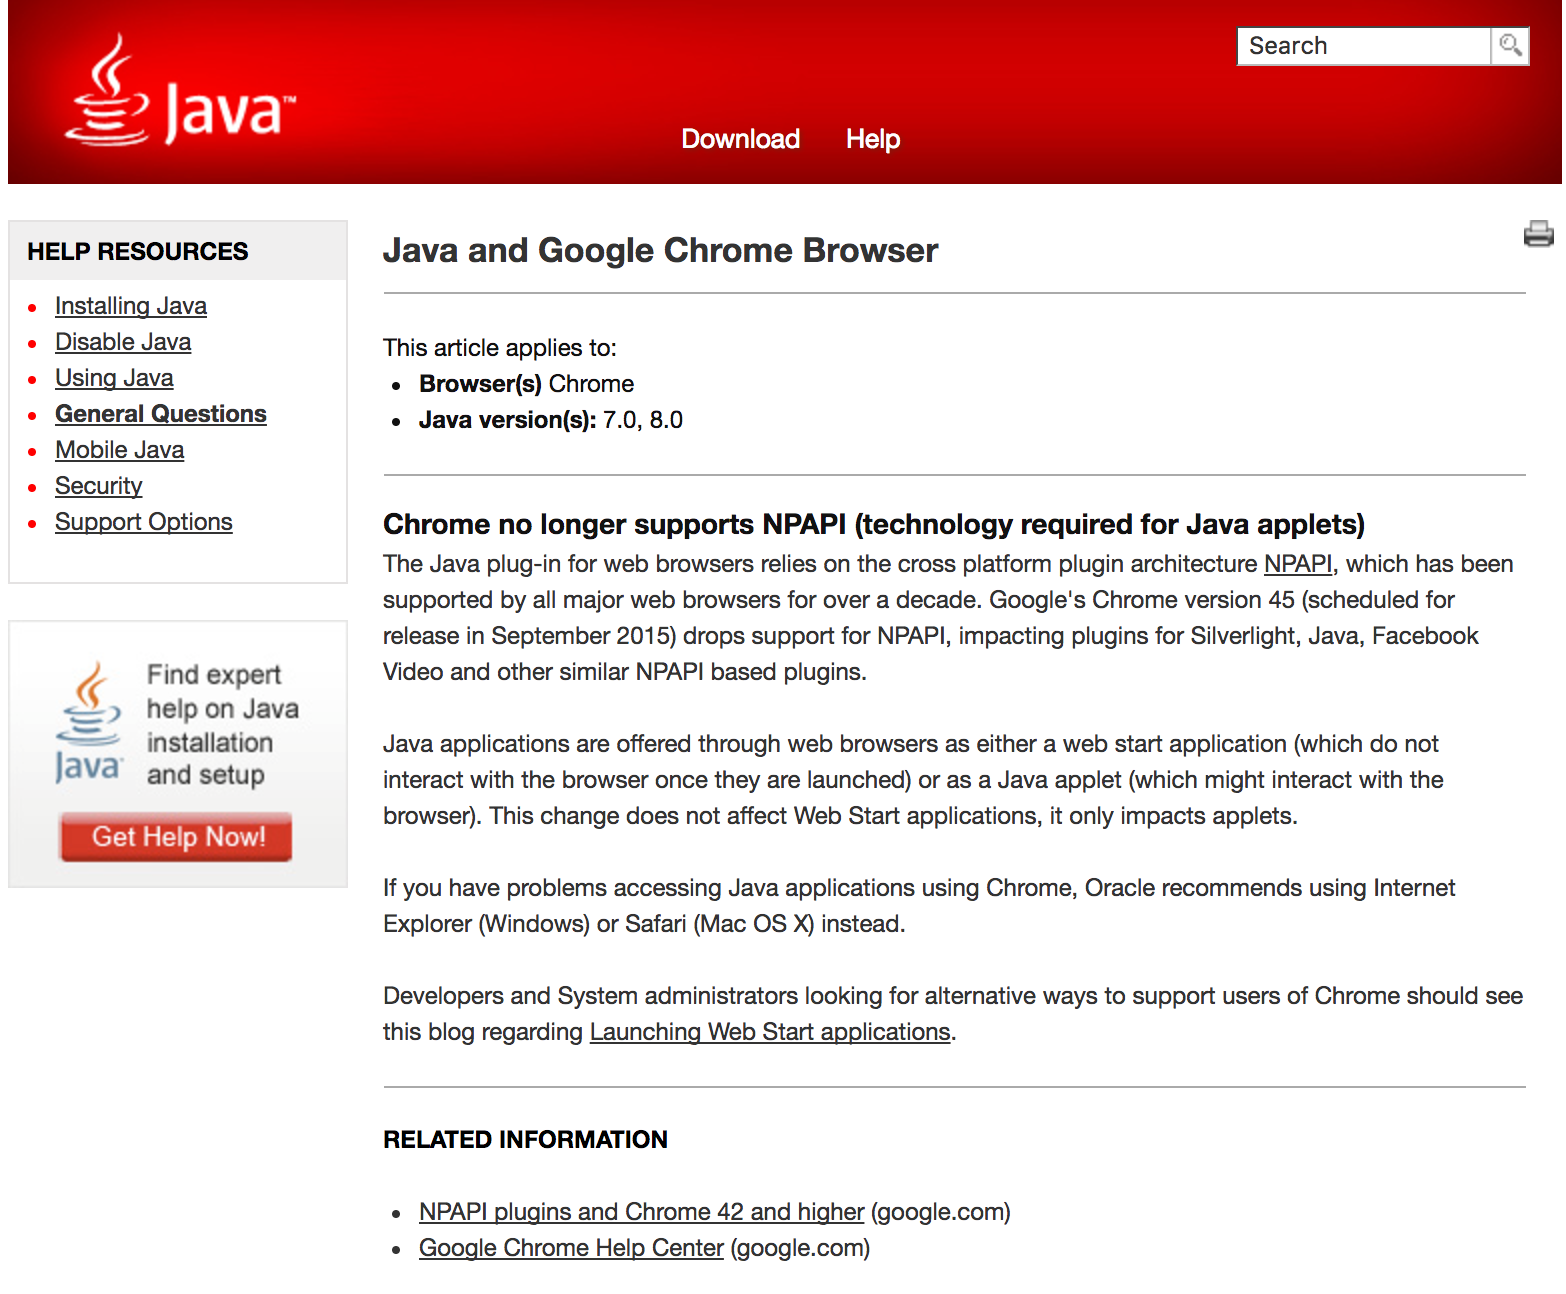 Search
Java™
Download Help
HELP RESOURCES
Installing Java
Disable Java
Using Java
General Questions
Mobile Java
Security
Support Options
Find expert
help on Java
installation
and setup
Java
Get Help Now!
Java and Google Chrome Browser
This article applies to:
Browser(s) Chrome
Java version(s): 7.0, 8.0
Chrome no longer supports NPAPI (technology required for Java applets)
The Java plug-in for web browsers relies on the cross platform plugin architecture NPAPI, which has been
supported by all major web browsers for over a decade. Google's Chrome version 45 (scheduled for
release in September 2015) drops support for NPAPI, impacting plugins for Silverlight, Java, Facebook
Video and other similar NPAPI based plugins.
Java applications are offered through web browsers as either a web start application (which do not
interact with the browser once they are launched) or as a Java applet (which might interact with the
browser). This change does not affect Web Start applications, it only impacts applets.
If you have problems accessing Java applications using Chrome, Oracle recommends using Internet
Explorer (Windows) or Safari (Mac OS X) instead.
Developers and System administrators looking for alternative ways to support users of Chrome should see
this blog regarding Launching Web Start applications.
RELATED INFORMATION
NPAPI plugins and Chrome 42 and higher (google.com)
Google Chrome Help Center (google.com)